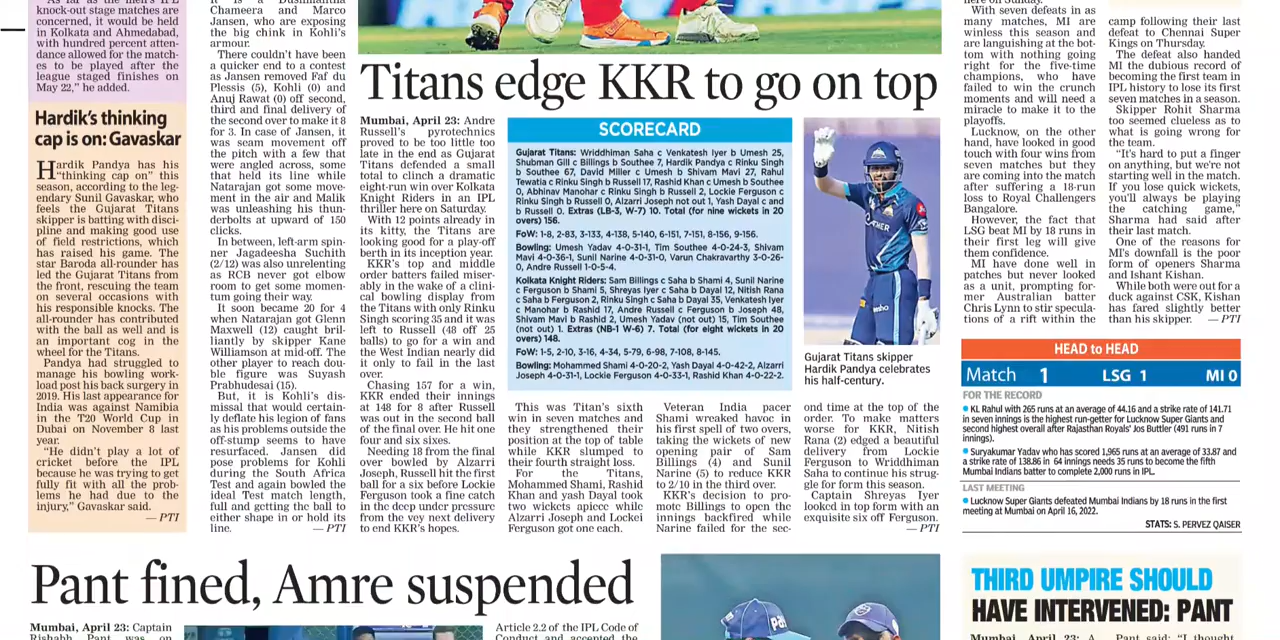 As far as the men's IPL
knock-out stage matches are
concerned, it would be held
in Kolkata and Ahmedabad,
with hundred percent atten-
dance allowed for the match-
es to be played after the
league staged finishes on
May 22," he added.
Hardik's thinking
cap is on: Gavaskar
Hardik Pandya has his
"thinking cap on" this
season, according to the leg-
endary Sunil Gavaskar, who
feels the Gujarat Titans
skipper is batting with disci-
pline and making good use
of field restrictions, which
has raised his game. The
star Baroda all-rounder has
led the Gujarat Titans from
the front, rescuing the team
on several occasions with
his responsible knocks. The
all-rounder has contributed
with the ball as well and is
an important cog in the
wheel for the Titans.
Pandya had struggled to
manage his bowling work-
load post his back surgery in
2019. His last appearance for
India was against Namibia
in the T20 World Cup in
Dubai on November 8 last
year.
"He didn't play a lot of
cricket before the IPL
because he was trying to get
fully fit with all the prob-
lems he had due to the
injury," Gavaskar said.
— PTI
It is a Dushmantha
Chameera and Marco
Jansen, who are exposing
the big chink in Kohli's
armour.
There couldn't have been
a quicker end to a contest
as Jansen removed Faf du
Plessis (5), Kohli (0) and
Anuj Rawat (0) off second,
third and final delivery of
the second over to make it 8
for 3. In case of Jansen, it
was seam movement off
the pitch with a few that
were angled across, some
that held its line while
Natarajan got some move-
ment in the air and Malik
was unleashing his thun-
derbolts at upward of 150
clicks.
In between, left-arm spin-
ner Jagadeesha Suchith
(2/12) was also unrelenting
as RCB never got elbow
room to get some momen-
tum going their way.
It soon became 20 for 4
when Natarajan got Glenn
Maxwell (12) caught bril-
liantly by skipper Kane
Williamson at mid-off. The
other player to reach dou-
ble figure was Suyash
Prabhudesai (15).
But, it is Kohli's dis-
missal that would certain-
ly deflate his legion of fans
as his problems outside the
off-stump seems to have
resurfaced. Jansen did
pose problems for Kohli
during the South Africa
Test and again bowled the
ideal Test match length,
full and getting the ball to
either shape in or hold its
line. — PTI
Titans edge KKR to go on top
Mumbai, April 23: Andre
Russell's pyrotechnics
proved to be too little too
late in the end as Gujarat
Titans defended a small
total to clinch a dramatic
eight-run win over Kolkata
Knight Riders in an IPL
thriller here on Saturday.
With 12 points already in
its kitty, the Titans are
looking good for a play-off
berth in its inception year.
KKR's top and middle
order batters failed miser-
ably in the wake of a clini-
cal bowling display from
the Titans with only Rinku
Singh scoring 35 and it was
left to Russell (48 off 25
balls) to go for a win and
the West Indian nearly did
it only to fail in the last
over.
Chasing 157 for a win,
KKR ended their innings
at 148 for 8 after Russell
was out in the second ball
of the final over. He hit one
four and six sixes.
Needing 18 from the final
over bowled by Alzarri
Joseph, Russell hit the first
ball for a six before Lockie
Ferguson took a fine catch
in the deep under pressure
from the vey next delivery
to end KKR's hopes.
SCORECARD
Gujarat Titans: Wriddhiman Saha c Venkatesh Iyer b Umesh 25,
Shubman Gill c Billings b Southee 7, Hardik Pandya c Rinku Singh
b Southee 67, David Miller c Umesh b Shivam Mavi 27, Rahul
Tewatia c Rinku Singh b Russell 17, Rashid Khan c Umesh b Southee
0, Abhinav Manohar c Rinku Singh b Russell 2, Lockie Ferguson c
Rinku Singh b Russell 0, Alzarri Joseph not out 1, Yash Dayal c and
b Russell 0. Extras (LB-3, W-7) 10. Total (for nine wickets in 20
overs) 156.
FoW: 1-8, 2-83, 3-133, 4-138, 5-140, 6-151, 7-151, 8-156, 9-156.
Bowling: Umesh Yadav 4-0-31-1, Tim Southee 4-0-24-3, Shivam
Mavi 4-0-36-1, Sunil Narine 4-0-31-0, Varun Chakravarthy 3-0-26-
0, Andre Russell 1-0-5-4.
Kolkata Knight Riders: Sam Billings c Saha b Shami 4, Sunil Narine
c Ferguson b Shami 5, Shreyas Iyer c Saha b Dayal 12, Nitish Rana
c Saha b Ferguson 2, Rinku Singh c Saha b Dayal 35, Venkatesh Iyer
c Manohar b Rashid 17, Andre Russell c Ferguson b Joseph 48,
Shivam Mavi b Rashid 2, Umesh Yadav (not out) 15, Tim Southee
(not out) 1. Extras (NB-1 W-6) 7. Total (for eight wickets in 20
overs) 148.
FoW: 1-5, 2-10, 3-16, 4-34, 5-79, 6-98, 7-108, 8-145.
Bowling: Mohammed Shami 4-0-20-2, Yash Dayal 4-0-42-2, Alzarri
Joseph 4-0-31-1, Lockie Ferguson 4-0-33-1, Rashid Khan 4-0-22-2.
Gujarat Titans skipper
Hardik Pandya celebrates
his half-century.
This was Titan's sixth
win in seven matches and
they strengthened their
position at the top of table
while KKR slumped to
their fourth straight loss.
For the Titans,
Mohammed Shami, Rashid
Khan and yash Dayal took
two wickets apiece while
Alzarri Joseph and Lockei
Ferguson got one each.
Veteran India pacer
Shami wreaked havoc in
his first spell of two overs,
taking the wickets of new
opening pair of Sam
Billings (4) and Sunil
Narine (5) to reduce KKR
to 2/10 in the third over.
KKR's decision to pro-
mote Billings to open the
innings backfired while
Narine failed for the sec-
ond time at the top of the
order. To make matters
worse for KKR, Nitish
Rana (2) edged a beautiful
delivery from Lockie
Ferguson to Wriddhiman
Saha to continue his strug-
gle for form this season.
Captain Shreyas Iyer
looked in top form with an
exquisite six off Ferguson.
— PTI
here on Sunday.
With seven defeats in as
many matches, MI are
winless this season and
are languishing at the bot-
tom with nothing going
right for the five-time
champions, who have
failed to win the crunch
moments and will need a
miracle to make it to the
playoffs.
Lucknow, on the other
hand, have looked in good
touch with four wins from
seven matches but they
are coming into the match
after suffering a 18-run
loss to Royal Challengers
Bangalore.
However, the fact that
LSG beat MI by 18 runs in
their first leg will give
them confidence.
MI have done well in
patches but never looked
as a unit, prompting for-
mer Australian batter
Chris Lynn to stir specula-
tions of a rift within the
camp following their last
defeat to Chennai Super
Kings on Thursday.
The defeat also handed
MI the dubious record of
becoming the first team in
IPL history to lose its first
seven matches in a season.
Skipper Rohit Sharma
too seemed clueless as to
what is going wrong for
the team.
"It's hard to put a finger
on anything, but we're not
starting well in the match.
If you lose quick wickets,
you'll always be playing
the catching game,"
Sharma had said after
their last match.
One of the reasons for
MI's downfall is the poor
form of openers Sharma
and Ishant Kishan.
While both were out for a
duck against CSK, Kishan
has fared slightly better
than his skipper. — PTI
HEAD to HEAD
Match 1 LSG 1 MI 0
FOR THE RECORD
• KL Rahul with 265 runs at an average of 44.16 and a strike rate of 141.71
in seven innings is the highest run-getter for Lucknow Super Giants and
second highest overall after Rajasthan Royals' Jos Buttler (491 runs in 7
innings).
• Suryakumar Yadav who has scored 1,965 runs at an average of 33.87 and
a strike rate of 138.86 in 64 innings needs 35 runs to become the fifth
Mumbai Indians batter to complete 2,000 runs in IPL.
LAST MEETING
• Lucknow Super Giants defeated Mumbai Indians by 18 runs in the first
meeting at Mumbai on April 16, 2022.
STATS: S. PERVEZ QAISER
Pant fined, Amre suspended
Mumbai, April 23: Captain
Rishabh Pant was on
Article 2.2 of the IPL Code of
Conduct and accepted the
THIRD UMPIRE SHOULD
HAVE INTERVENED: PANT
Mumbai, April 23: A
Pant said: "I thought